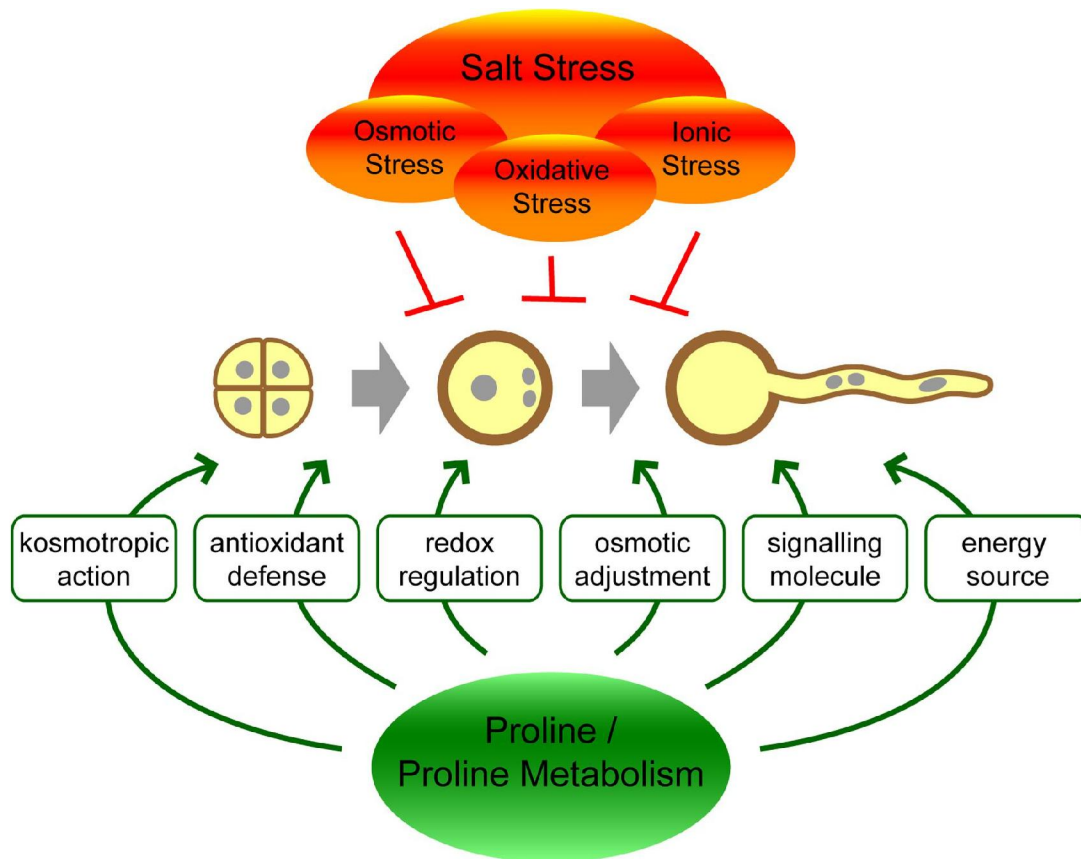 Salt Stress
Osmotic
Stress
Oxidative
Stress
Ionic
Stress
kosmotropic
action
antioxidant
defense
redox
regulation
osmotic
adjustment
signalling
molecule
energy
source
Proline /
Proline Metabolism